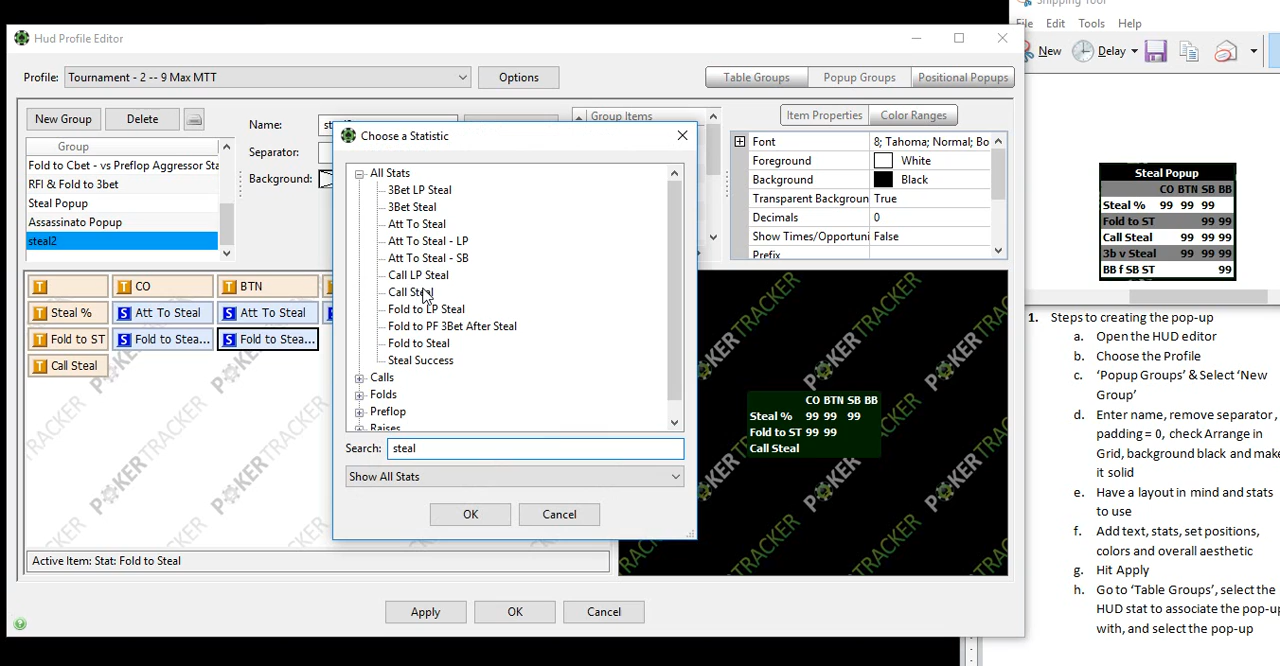 Snipping Tool
File Edit Tools Help
New Delay
Hud Profile Editor
Profile: Tournament - 2 -- 9 Max MTT Options Table Groups Popup Groups Positional Popups
New Group Delete Name: Group Items Item Properties Color Ranges
Group Separator:
Fold to Cbet - vs Preflop Aggressor Sta
RFI & Fold to 3bet Background:
Steal Popup
Assassinato Popup
steal2
Font 8; Tahoma; Normal; Bo
Foreground White
Background Black
Transparent Backgroun True
Decimals 0
Show Times/Opportuni False
Prefix
T T CO T BTN
T Steal % S Att To Steal S Att To Steal
T Fold to ST S Fold to Stea... S Fold to Stea...
T Call Steal
Active Item: Stat: Fold to Steal
Apply OK Cancel
Choose a Statistic
All Stats
3Bet LP Steal
3Bet Steal
Att To Steal
Att To Steal - LP
Att To Steal - SB
Call LP Steal
Call Steal
Fold to LP Steal
Fold to PF 3Bet After Steal
Fold to Steal
Steal Success
Calls
Folds
Preflop
Raises
Search: steal
Show All Stats
OK Cancel
POKERTRACKER
CO BTN SB BB
Steal % 99 99 99
Fold to ST 99 99
Call Steal
Steal Popup
CO BTN SB BB
Steal % 99 99 99
Fold to ST 99 99
Call Steal 99 99 99
3b v Steal 99 99 99
BB f SB ST 99
1. Steps to creating the pop-up
a. Open the HUD editor
b. Choose the Profile
c. ‘Popup Groups’ & Select ‘New
Group’
d. Enter name, remove separator ,
padding = 0, check Arrange in
Grid, background black and make
it solid
e. Have a layout in mind and stats
to use
f. Add text, stats, set positions,
colors and overall aesthetic
g. Hit Apply
h. Go to ‘Table Groups’, select the
HUD stat to associate the pop-up
with, and select the pop-up